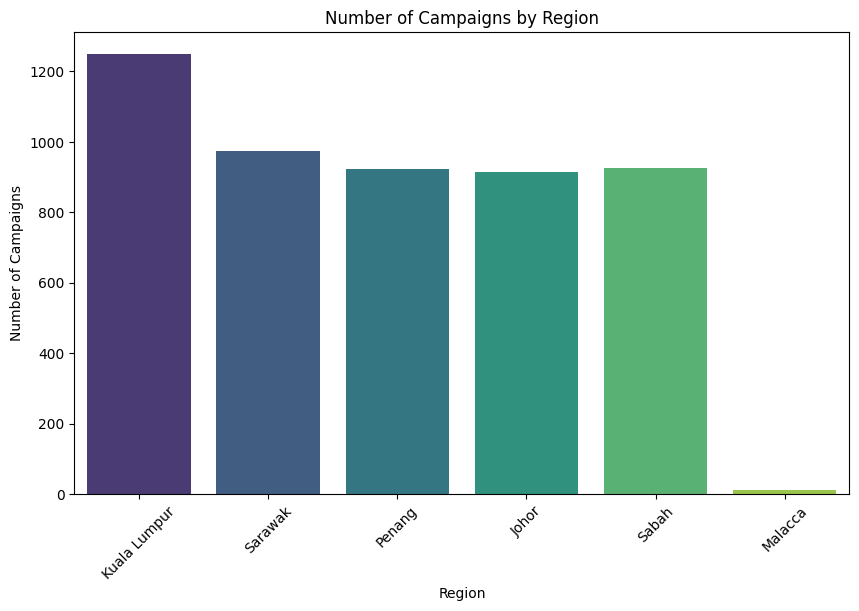 Number of Campaigns by Region
Number of Campaigns
1200
1000
800
600
400
200
0
Kuala Lumpur
Sarawak
Penang
Johor
Sabah
Malacca
Region